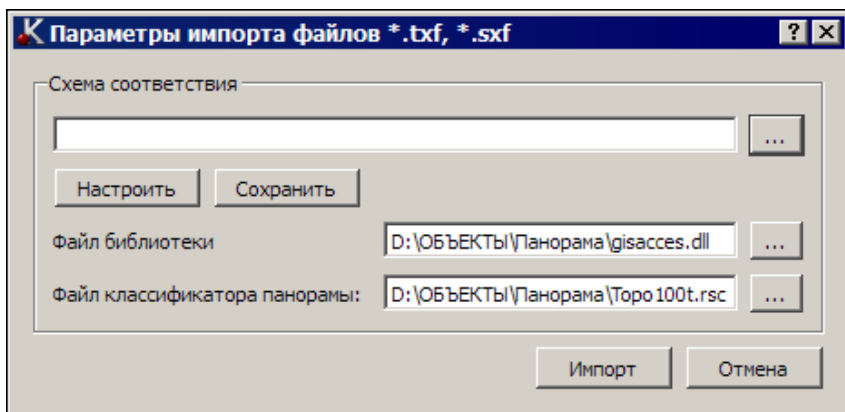 K Параметры импорта файлов *.txf, *.sxf ? X
Схема соответствия
...
Настроить Сохранить
Файл библиотеки D:\ОБЪЕКТЫ\Панорама\gisacces.dll ...
Файл классификатора панорамы: D:\ОБЪЕКТЫ\Панорама\Topo100t.rsc ...
Импорт Отмена